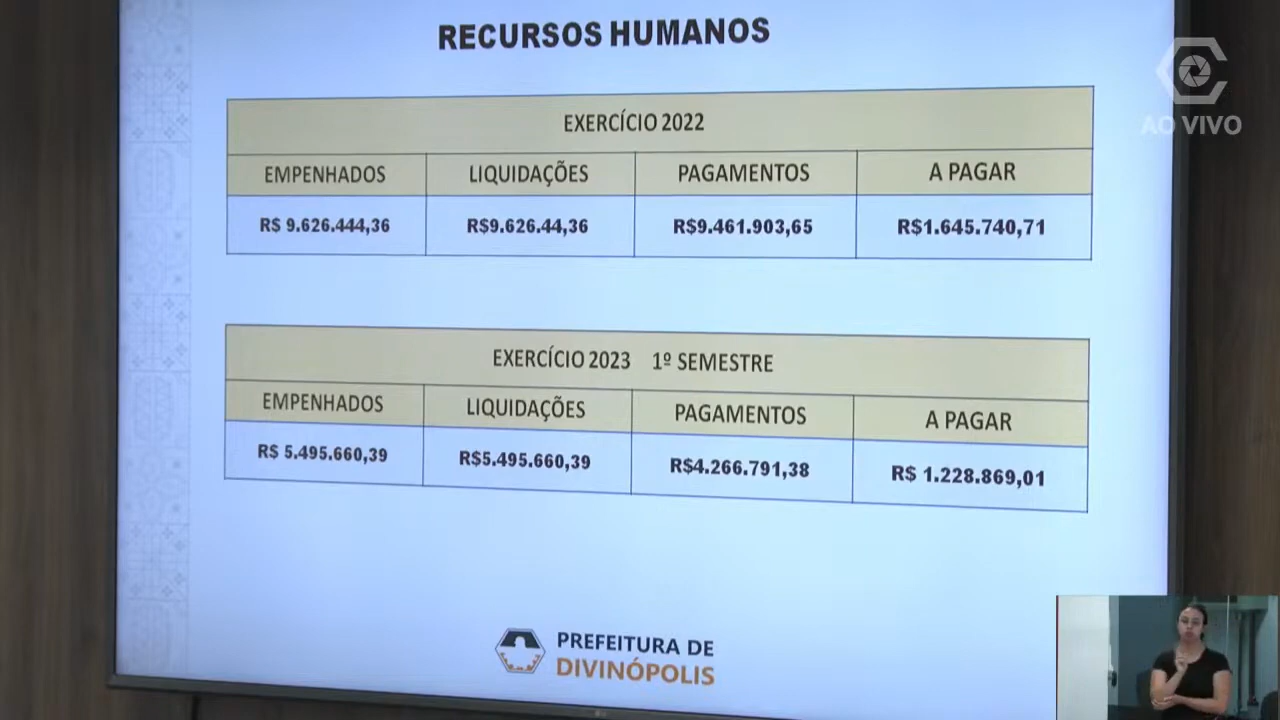 RECURSOS HUMANOS
AO VIVO
EXERCÍCIO 2022
EMPENHADOS LIQUIDAÇÕES PAGAMENTOS A PAGAR
R$ 9.626.444,36 R$9.626.44,36 R$9.461.903,65 R$1.645.740,71
EXERCÍCIO 2023 1º SEMESTRE
EMPENHADOS LIQUIDAÇÕES PAGAMENTOS A PAGAR
R$ 5.495.660,39 R$5.495.660,39 R$4.266.791,38 R$ 1.228.869,01
PREFEITURA DE
DIVINÓPOLIS